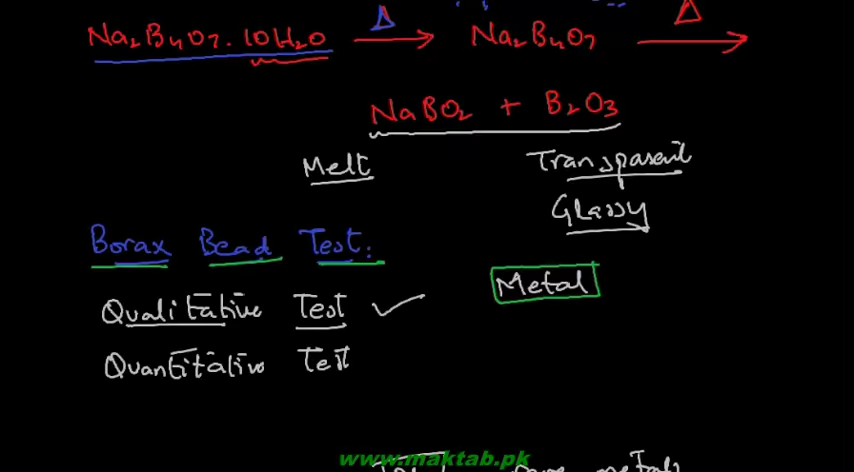 Na₂B₄O₇.10H₂O Δ→ Na₂B₄O₇ Δ→
NaBO₂ + B₂O₃
Melt Transparent
Glassy
Borax Bead Test:
Metal
Qualitative Test ✓
Quantitative Test
www.maktab.pk
metals